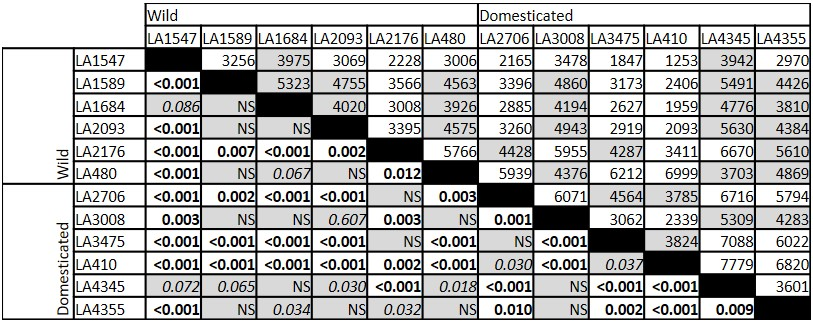 Wild Domesticated
LA1547 LA1589 LA1684 LA2093 LA2176 LA480 LA2706 LA3008 LA3475 LA410 LA4345 LA4355
Wild
LA1547 3256 3975 3069 2228 3006 2165 3478 1847 1253 3942 2970
LA1589 <0.001 5323 4755 3566 4563 3396 4860 3173 2406 5491 4426
LA1684 0.086 NS 4020 3008 3926 2885 4194 2627 1959 4776 3810
LA2093 <0.001 NS NS 3395 4575 3260 4943 2919 2093 5630 4384
LA2176 <0.001 0.007 <0.001 0.002 5766 4428 5955 4287 3411 6670 5610
LA480 <0.001 NS 0.067 NS 0.012 5939 4376 6212 6999 3703 4869
Domesticated
LA2706 <0.001 0.002 <0.001 <0.001 NS 0.003 6071 4564 3785 6716 5794
LA3008 0.003 NS NS 0.607 0.003 NS 0.001 3062 2339 5309 4283
LA3475 <0.001 <0.001 <0.001 <0.001 NS <0.001 NS <0.001 3824 7088 6022
LA410 <0.001 <0.001 <0.001 <0.001 0.002 <0.001 0.030 <0.001 0.037 7779 6820
LA4345 0.072 0.065 NS 0.030 <0.001 0.018 <0.001 NS <0.001 <0.001 3601
LA4355 <0.001 NS 0.034 NS 0.032 NS 0.010 NS 0.002 <0.001 0.009